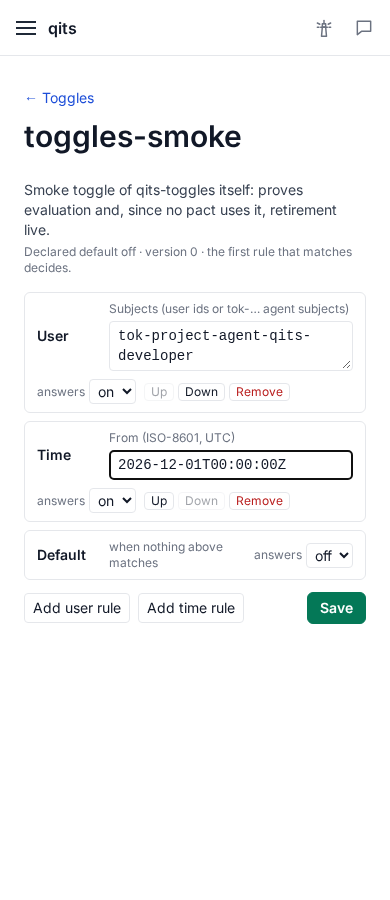 qits
← Toggles
toggles-smoke
Smoke toggle of qits-toggles itself: proves
evaluation and, since no pact uses it, retirement
live.
Declared default off · version 0 · the first rule that matches
decides.
Subjects (user ids or tok-… agent subjects)
User
tok-project-agent-qits-
developer
answers on Up Down Remove
From (ISO-8601, UTC)
Time
2026-12-01T00:00:00Z
answers on Up Down Remove
Default when nothing above
matches answers off
Add user rule Add time rule Save